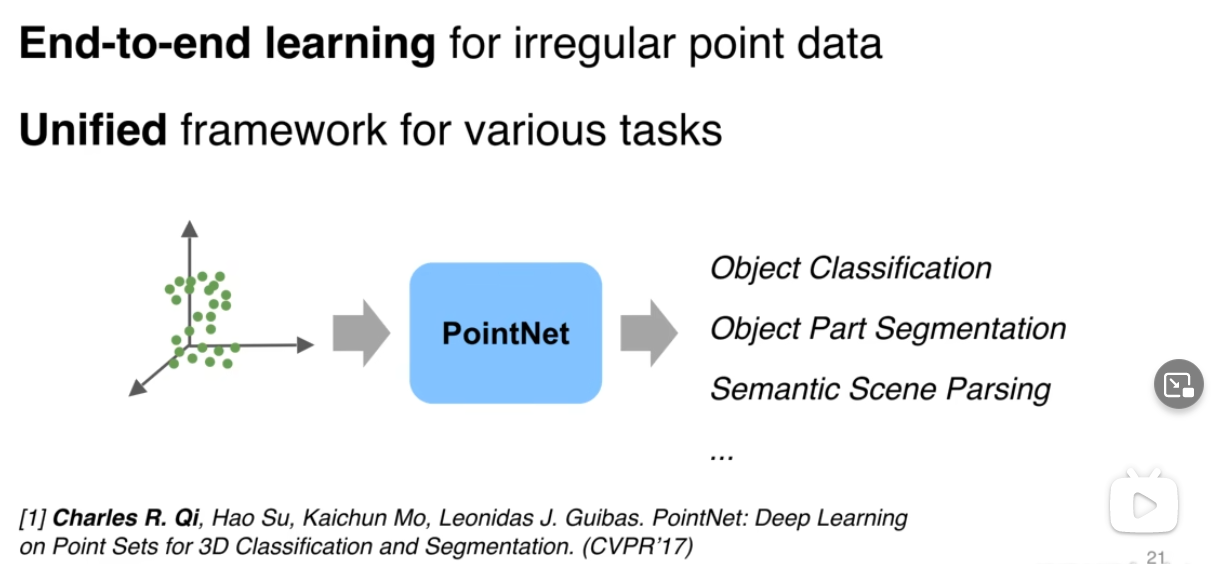 End-to-end learning for irregular point data
Unified framework for various tasks
PointNet
Object Classification
Object Part Segmentation
Semantic Scene Parsing
...
[1] Charles R. Qi, Hao Su, Kaichun Mo, Leonidas J. Guibas. PointNet: Deep Learning
on Point Sets for 3D Classification and Segmentation. (CVPR'17)
21